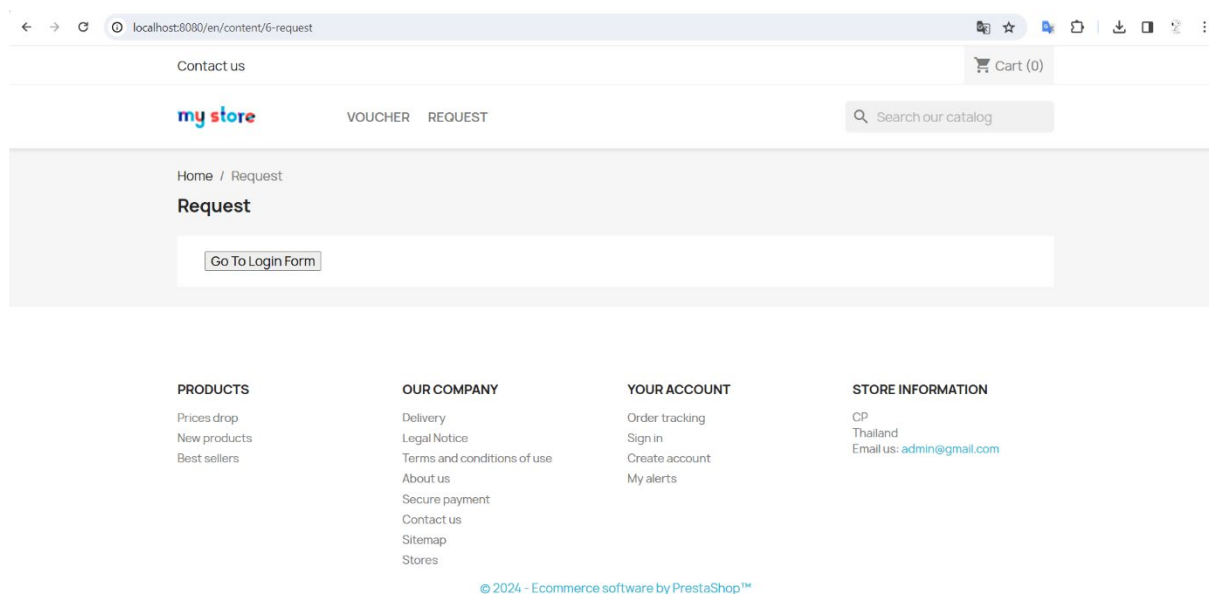 localhost:8080/en/content/6-request
Contact us
Cart (0)
my store
VOUCHER REQUEST
Search our catalog
Home / Request
Request
Go To Login Form
PRODUCTS
Prices drop
New products
Best sellers
OUR COMPANY
Delivery
Legal Notice
Terms and conditions of use
About us
Secure payment
Contact us
Sitemap
Stores
YOUR ACCOUNT
Order tracking
Sign in
Create account
My alerts
STORE INFORMATION
CP
Thailand
Email us: admin@gmail.com
© 2024 - Ecommerce software by PrestaShop™